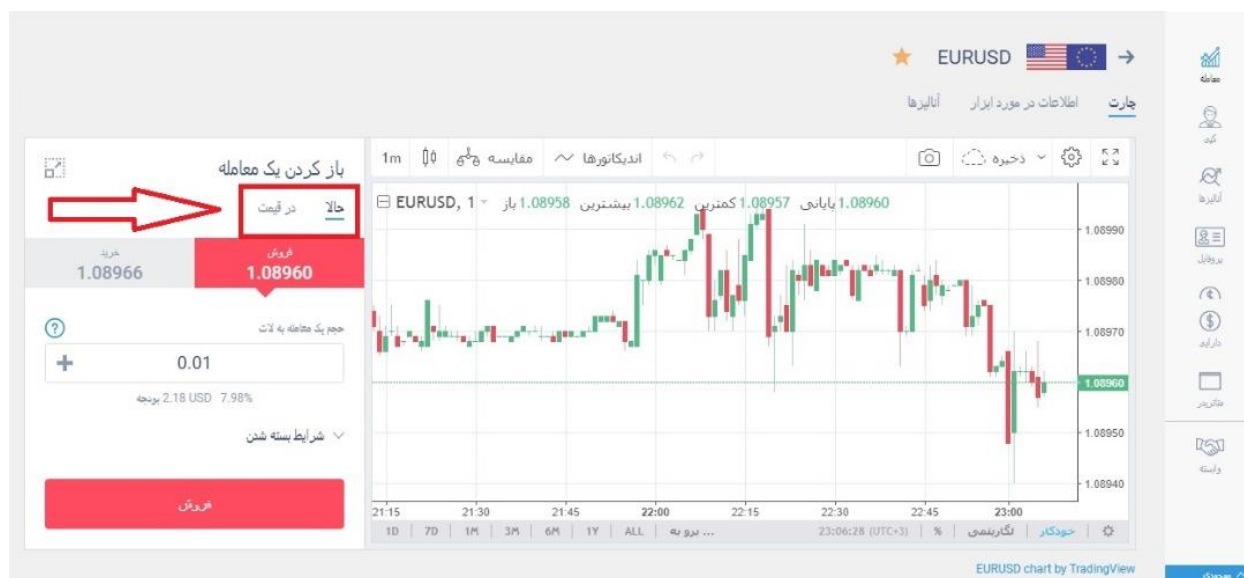 EURUSD
چارت اطلاعات در مورد ابزار آنالیزها
معامله
کپی
آنالیزها
پروفایل
دارایی
متاتریدر
وابسته
موجودی
ذخیره اندیکاتورها مقایسه 1m
EURUSD, 1 باز 1.08958 بیشترین 1.08962 کمترین 1.08957 پایانی 1.08960
1.08990
1.08980
1.08970
1.08960
1.08950
1.08940
21:15 21:30 21:45 22:00 22:15 22:30 22:45 23:00
1D 7D 1M 3M 6M 1Y ALL برو به ... 23:06:28 (UTC+3) % لگاریتمی خودکار
EURUSD chart by TradingView
باز کردن یک معامله
حالا در قیمت
فروش
1.08960
خرید
1.08966
حجم یک معامله به لات
0.01
7.98% 2.18 USD بودجه
شرایط بسته شدن
فروش